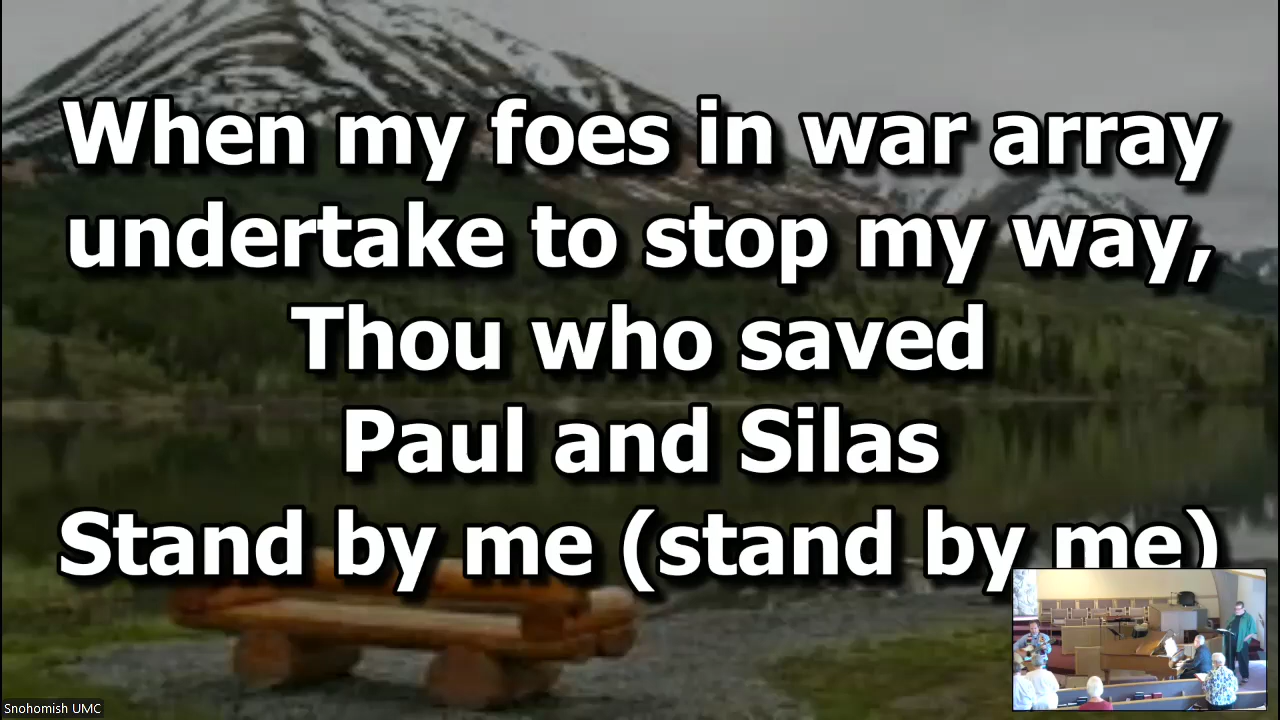 When my foes in war array
undertake to stop my way,
Thou who saved
Paul and Silas
Stand by me (stand by me)
Snohomish UMC